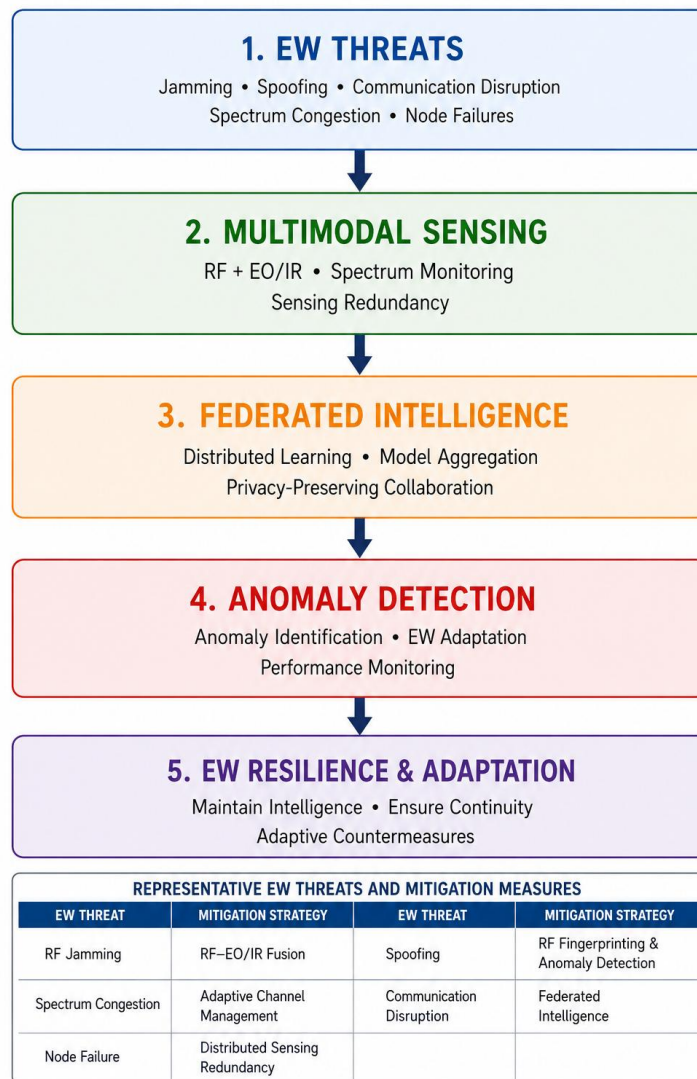 1. EW THREATS
Jamming • Spoofing • Communication Disruption
Spectrum Congestion • Node Failures
2. MULTIMODAL SENSING
RF + EO/IR • Spectrum Monitoring
Sensing Redundancy
3. FEDERATED INTELLIGENCE
Distributed Learning • Model Aggregation
Privacy-Preserving Collaboration
4. ANOMALY DETECTION
Anomaly Identification • EW Adaptation
Performance Monitoring
5. EW RESILIENCE & ADAPTATION
Maintain Intelligence • Ensure Continuity
Adaptive Countermeasures
REPRESENTATIVE EW THREATS AND MITIGATION MEASURES
EW THREAT MITIGATION STRATEGY EW THREAT MITIGATION STRATEGY
RF Jamming
RF–EO/IR Fusion
Spoofing
RF Fingerprinting &
Anomaly Detection
Spectrum Congestion
Adaptive Channel
Management
Communication
Disruption
Federated
Intelligence
Node Failure
Distributed Sensing
Redundancy